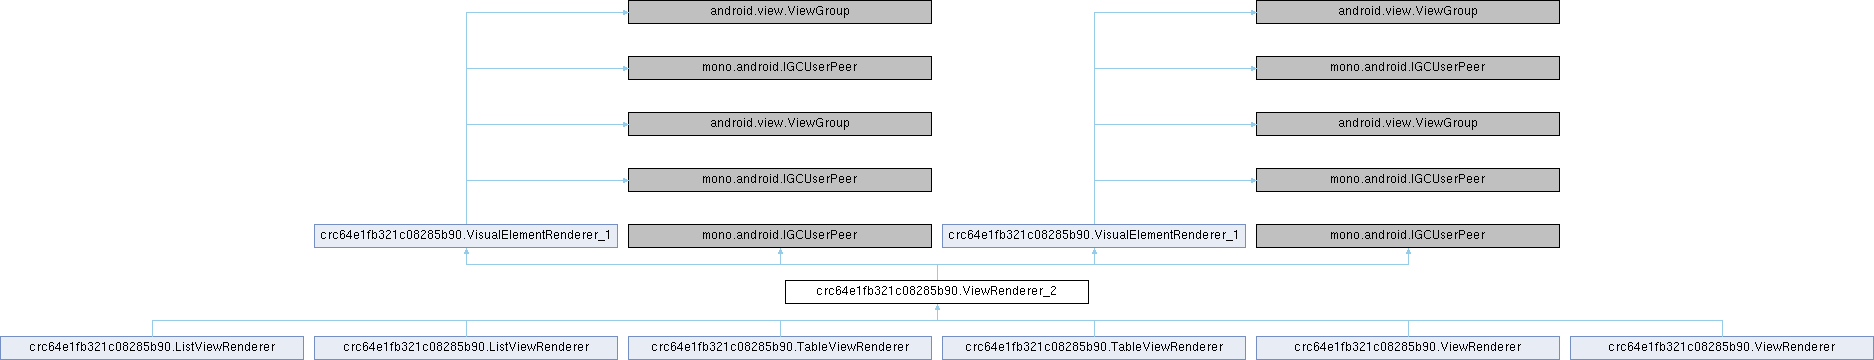 android.view.ViewGroup
android.view.ViewGroup
mono.android.IGCUserPeer
mono.android.IGCUserPeer
android.view.ViewGroup
android.view.ViewGroup
mono.android.IGCUserPeer
mono.android.IGCUserPeer
crc64e1fb321c08285b90.VisualElementRenderer_1
mono.android.IGCUserPeer
crc64e1fb321c08285b90.VisualElementRenderer_1
mono.android.IGCUserPeer
crc64e1fb321c08285b90.ViewRenderer_2
crc64e1fb321c08285b90.ListViewRenderer
crc64e1fb321c08285b90.ListViewRenderer
crc64e1fb321c08285b90.TableViewRenderer
crc64e1fb321c08285b90.TableViewRenderer
crc64e1fb321c08285b90.ViewRenderer
crc64e1fb321c08285b90.ViewRenderer